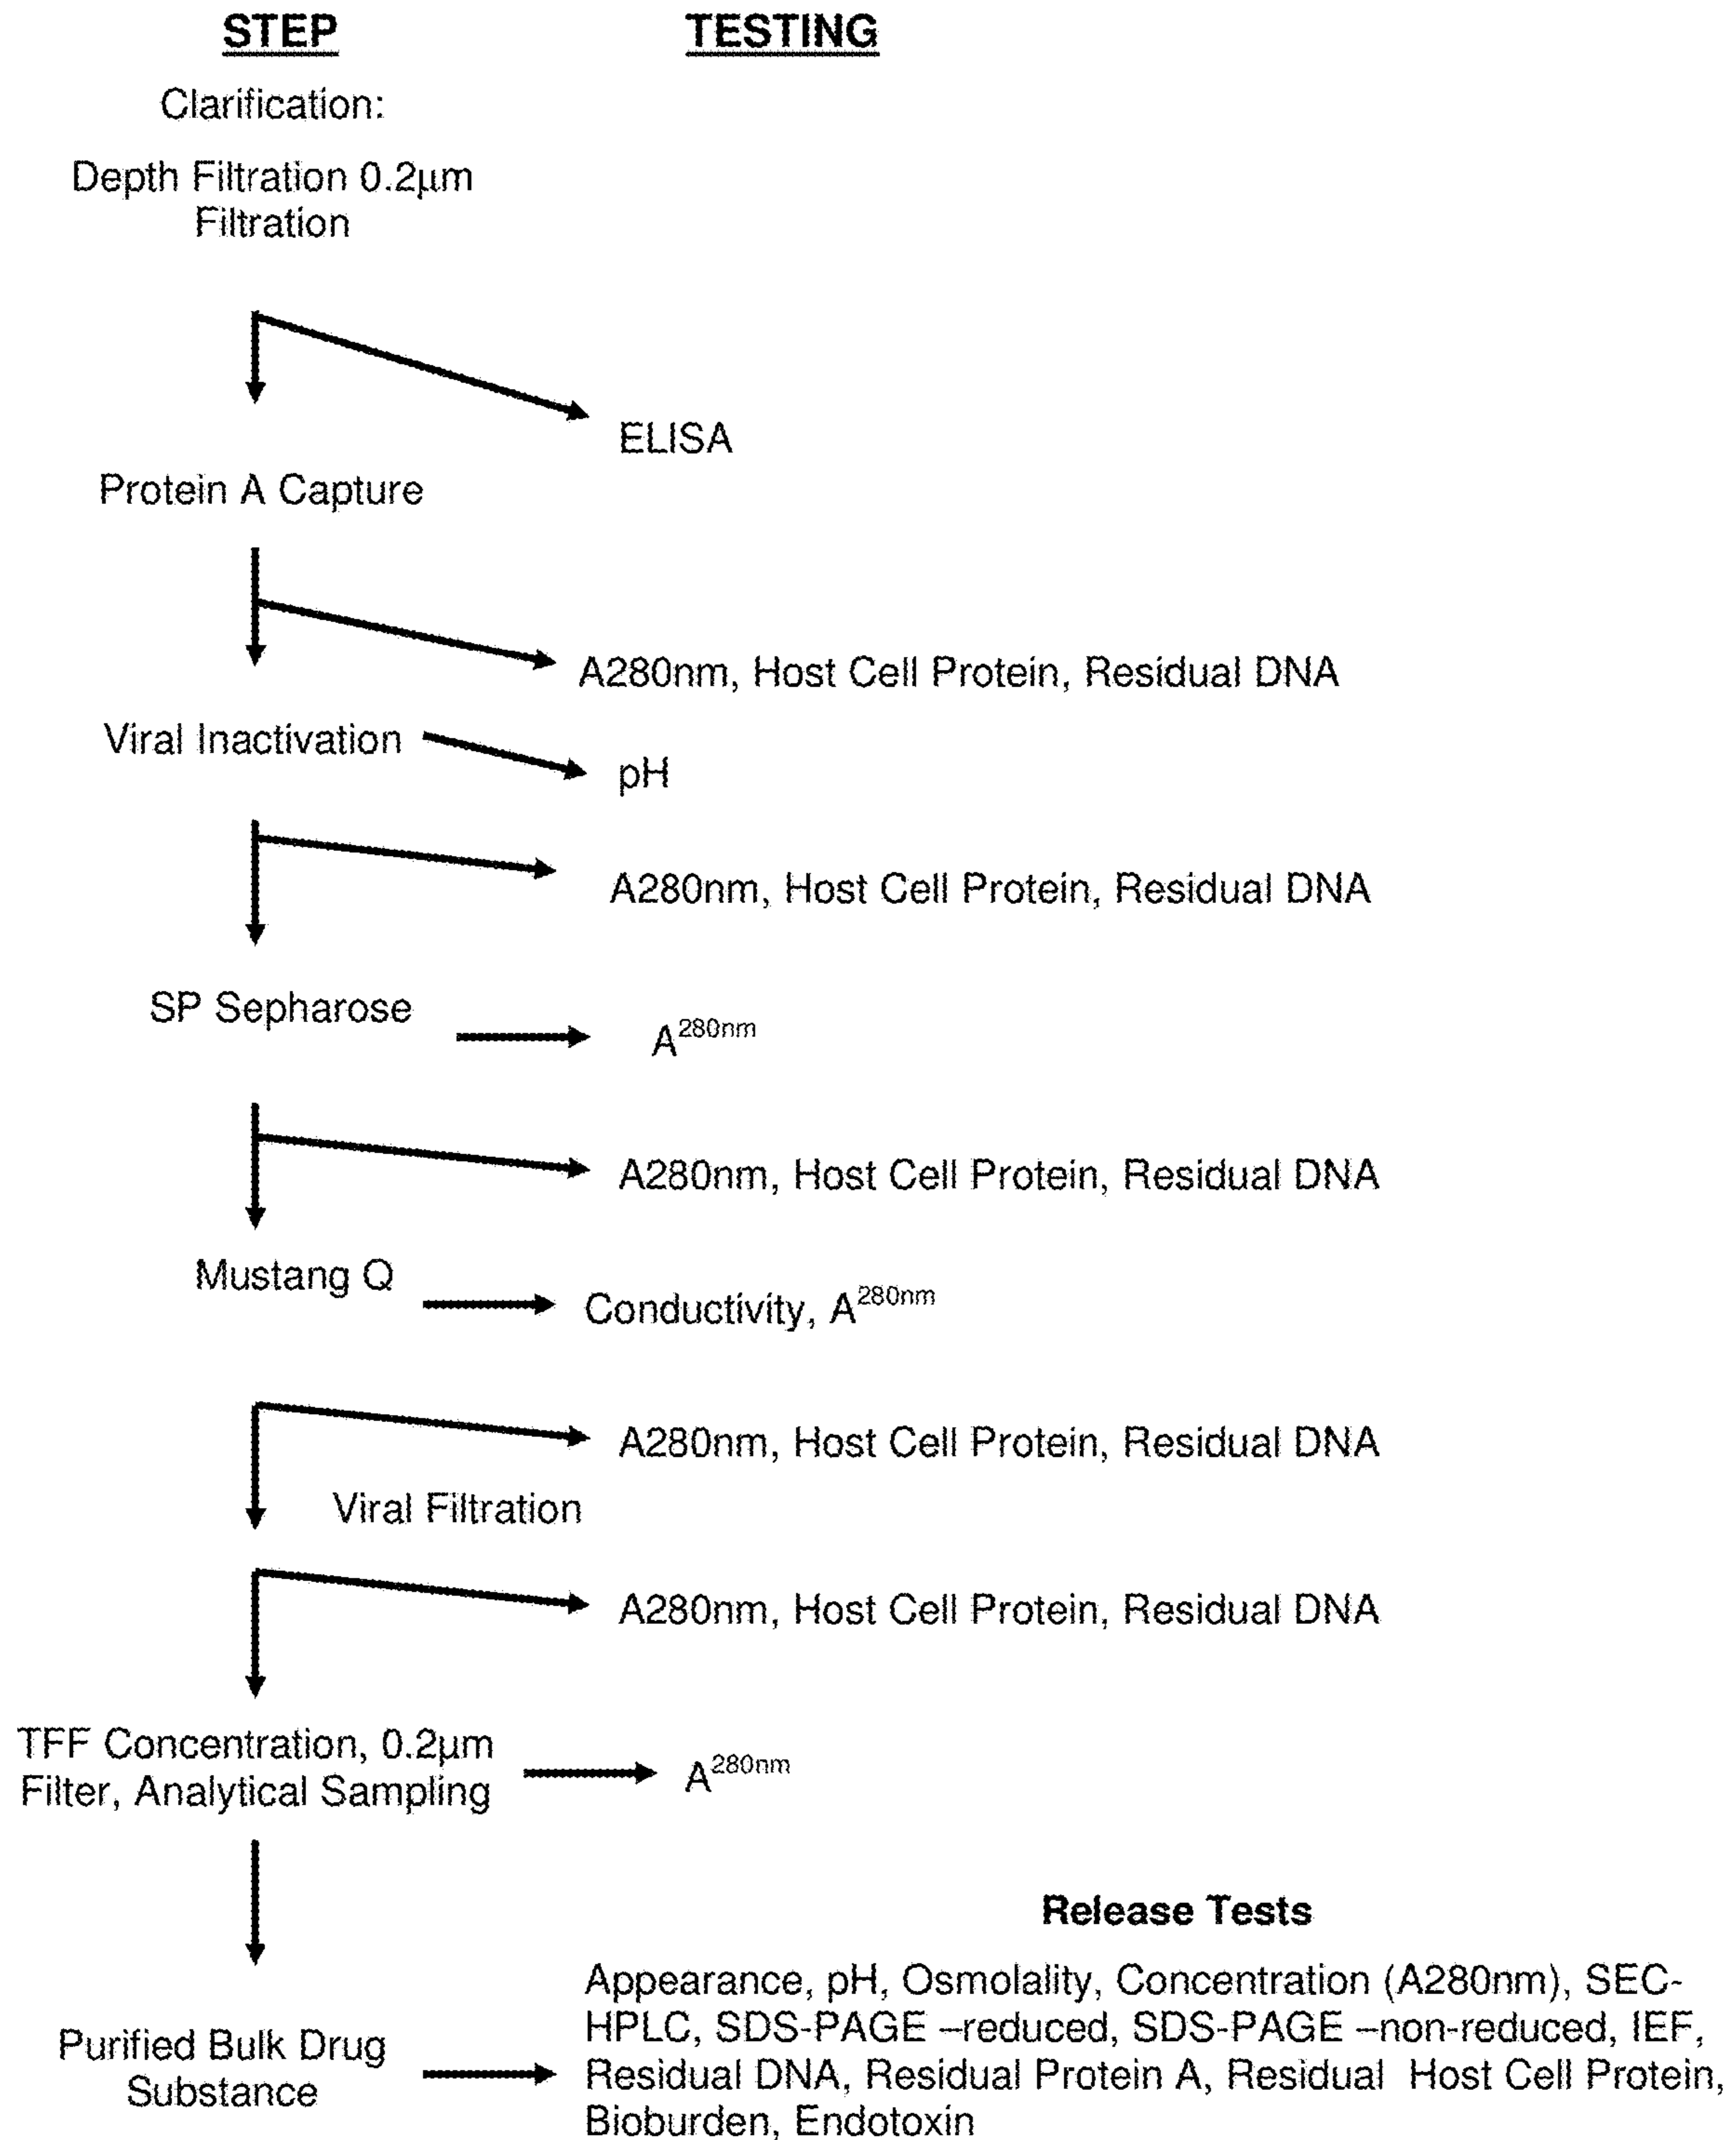 STEP TESTING
Clarification:
Depth Filtration 0.2µm
Filtration
ELISA
Protein A Capture
A280nm, Host Cell Protein, Residual DNA
Viral Inactivation
pH
A280nm, Host Cell Protein, Residual DNA
SP Sepharose
A280nm
A280nm, Host Cell Protein, Residual DNA
Mustang Q
Conductivity, A280nm
A280nm, Host Cell Protein, Residual DNA
Viral Filtration
A280nm, Host Cell Protein, Residual DNA
TFF Concentration, 0.2µm
Filter, Analytical Sampling
A280nm
Release Tests
Appearance, pH, Osmolality, Concentration (A280nm), SEC-
HPLC, SDS-PAGE –reduced, SDS-PAGE –non-reduced, IEF,
Residual DNA, Residual Protein A, Residual Host Cell Protein,
Bioburden, Endotoxin
Purified Bulk Drug
Substance